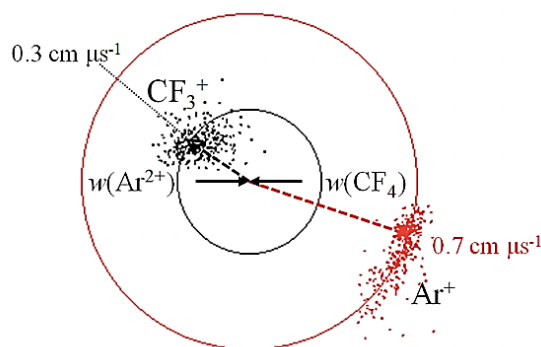 0.3 cm μs⁻¹
CF₃⁺
w(Ar²⁺) w(CF₄)
0.7 cm μs⁻¹
Ar⁺